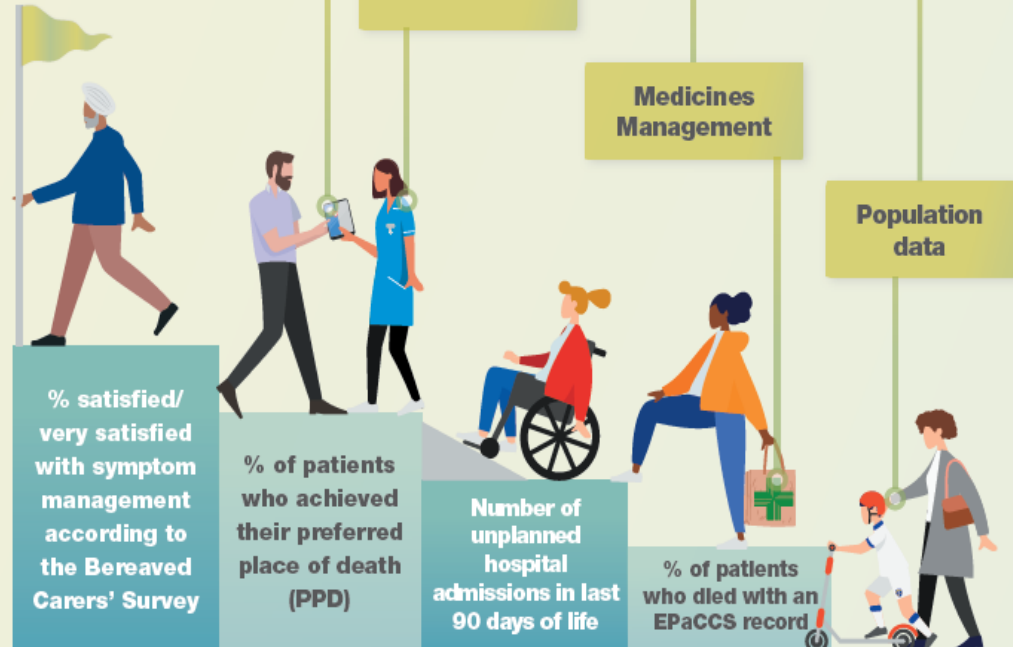 Medicines
Management
Population
data
% satisfied/
very satisfied
with symptom
management
according to
the Bereaved
Carers’ Survey
% of patients
who achieved
their preferred
place of death
(PPD)
Number of
unplanned
hospital
admissions in last
90 days of life
% of patients
who died with an
EPaCCS record